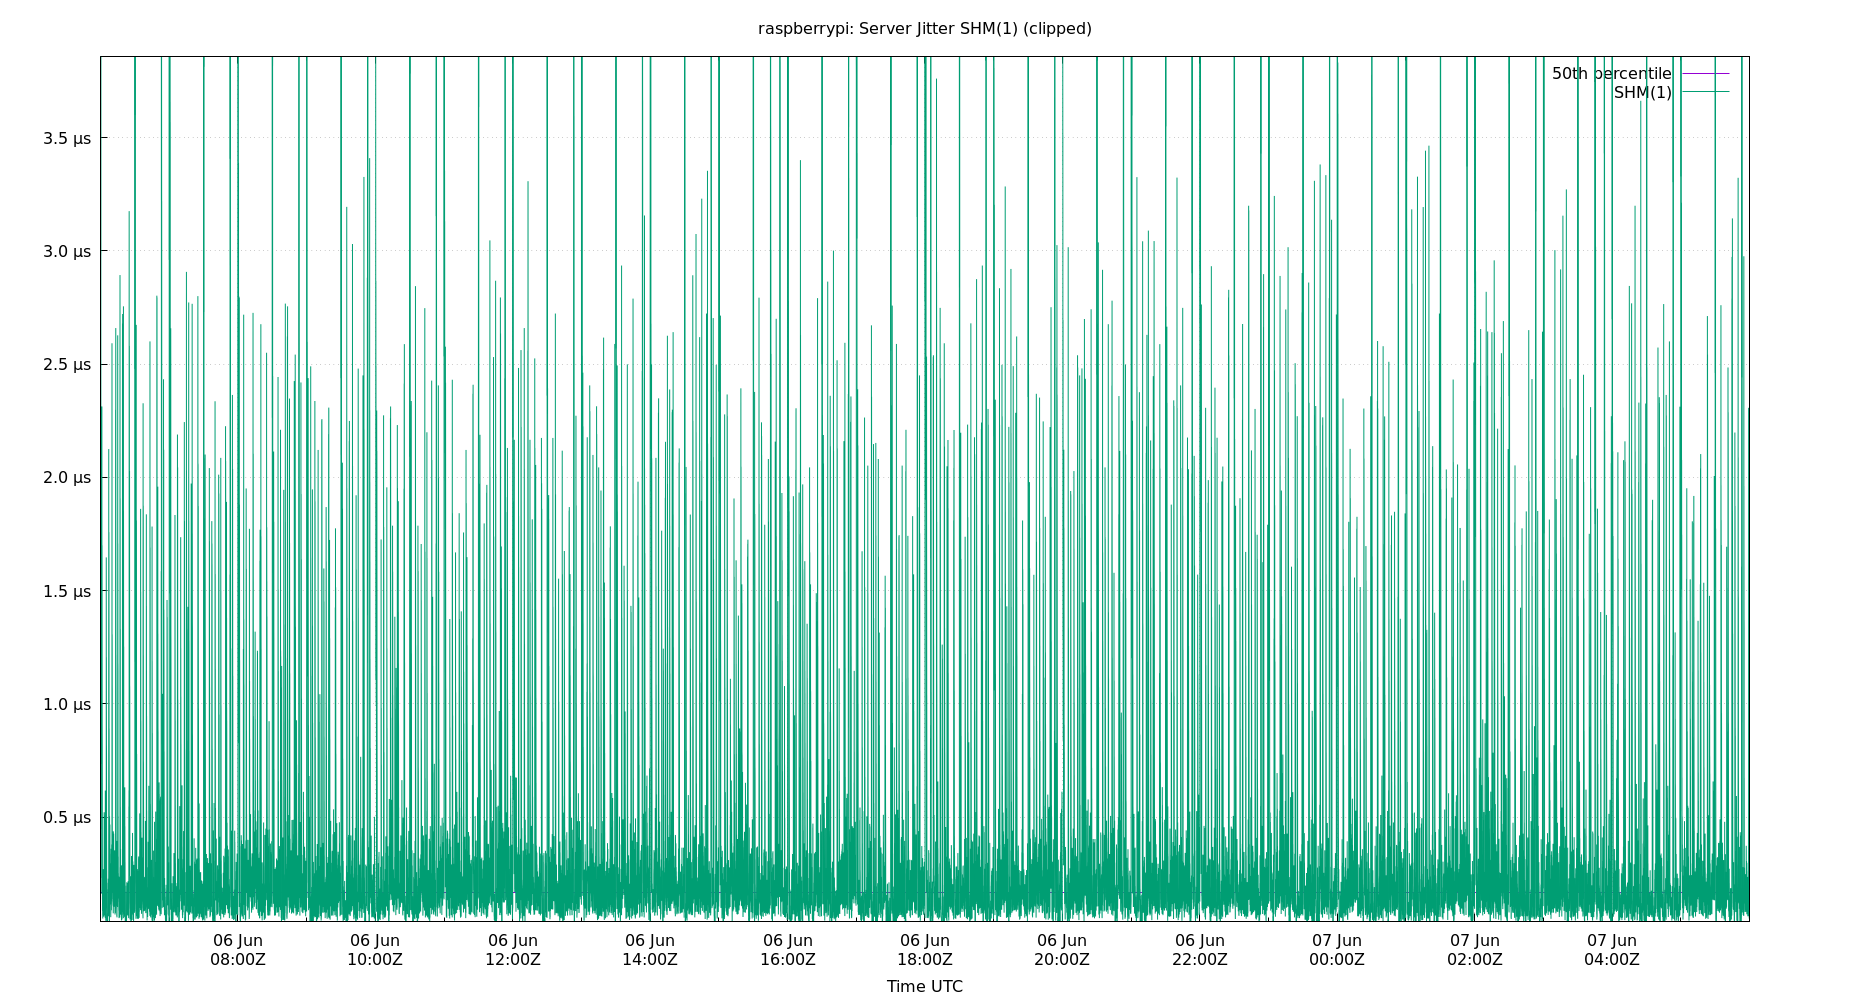 raspberrypi: Server Jitter SHM(1) (clipped)
50th percentile
SHM(1)
3.5 µs
3.0 µs
2.5 µs
2.0 µs
1.5 µs
1.0 µs
0.5 µs
06 Jun 06 Jun 06 Jun 06 Jun 06 Jun 06 Jun 06 Jun 06 Jun 07 Jun 07 Jun 07 Jun
08:00Z 10:00Z 12:00Z 14:00Z 16:00Z 18:00Z 20:00Z 22:00Z 00:00Z 02:00Z 04:00Z
Time UTC